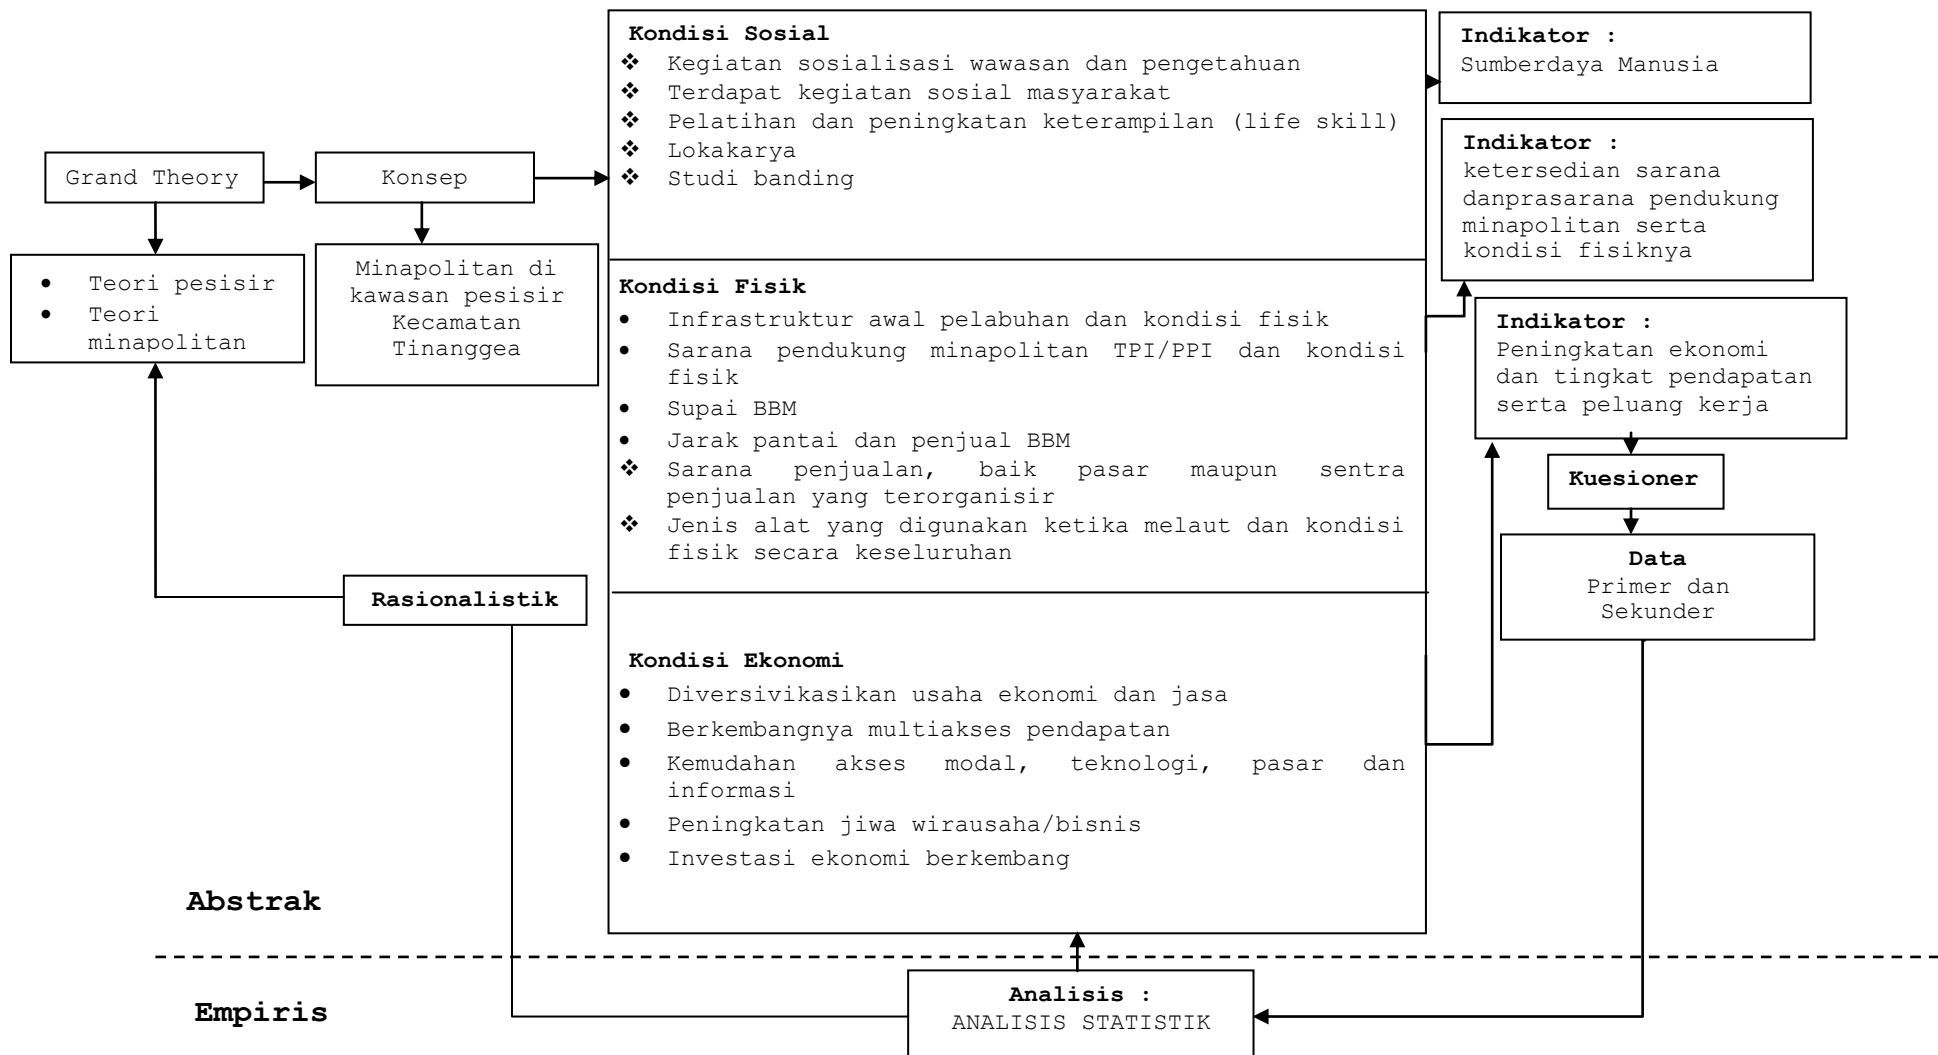 Grand Theory
Konsep
• Teori pesisir
• Teori
minapolitan
Minapolitan di
kawasan pesisir
Kecamatan
Tinanggea
Rasionalistik
Kondisi Sosial
❖ Kegiatan sosialisasi wawasan dan pengetahuan
❖ Terdapat kegiatan sosial masyarakat
❖ Pelatihan dan peningkatan keterampilan (life skill)
❖ Lokakarya
❖ Studi banding
Kondisi Fisik
• Infrastruktur awal pelabuhan dan kondisi fisik
• Sarana pendukung minapolitan TPI/PPI dan kondisi
fisik
• Supai BBM
• Jarak pantai dan penjual BBM
❖ Sarana penjualan, baik pasar maupun sentra
penjualan yang terorganisir
❖ Jenis alat yang digunakan ketika melaut dan kondisi
fisik secara keseluruhan
Kondisi Ekonomi
• Diversivikasikan usaha ekonomi dan jasa
• Berkembangnya multiakses pendapatan
• Kemudahan akses modal, teknologi, pasar dan
informasi
• Peningkatan jiwa wirausaha/bisnis
• Investasi ekonomi berkembang
Indikator :
Sumberdaya Manusia
Indikator :
ketersedian sarana
danprasarana pendukung
minapolitan serta
kondisi fisiknya
Indikator :
Peningkatan ekonomi
dan tingkat pendapatan
serta peluang kerja
Kuesioner
Data
Primer dan
Sekunder
Abstrak
Empiris
Analisis :
ANALISIS STATISTIK